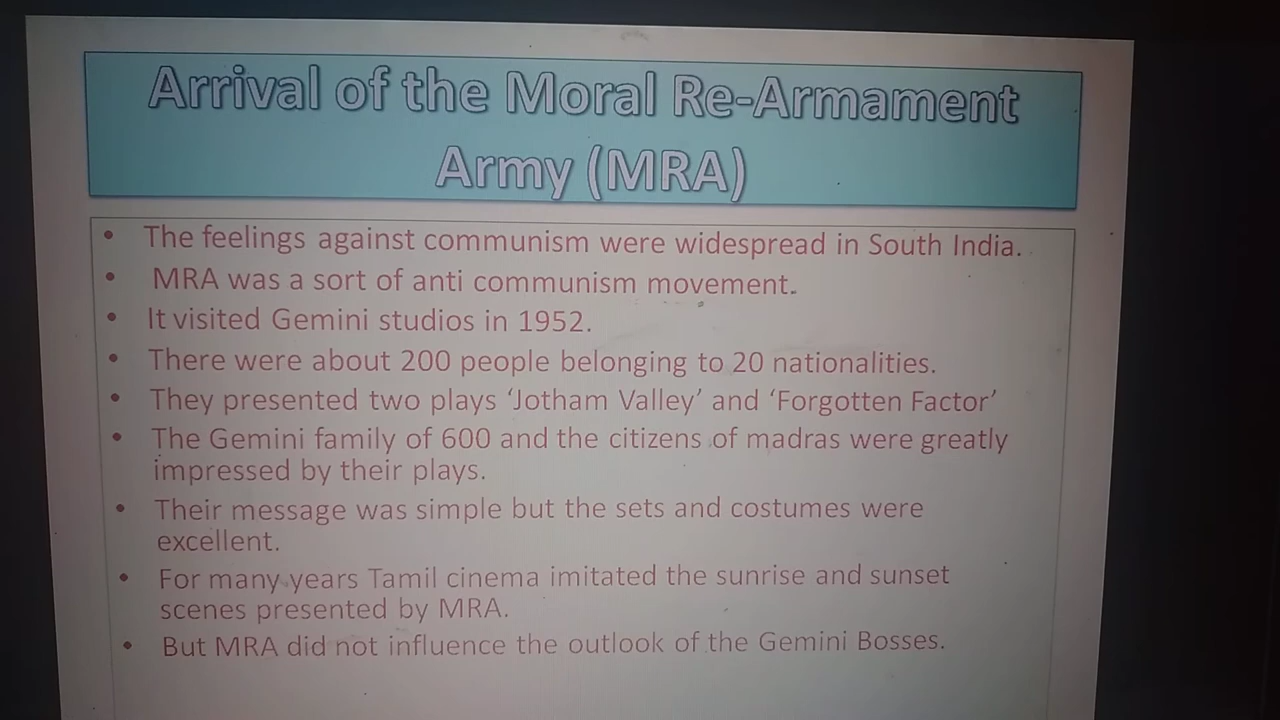 Arrival of the Moral Re-Armament
Army (MRA)
• The feelings against communism were widespread in South India.
• MRA was a sort of anti communism movement.
• It visited Gemini studios in 1952.
• There were about 200 people belonging to 20 nationalities.
• They presented two plays ‘Jotham Valley’ and ‘Forgotten Factor’
• The Gemini family of 600 and the citizens of madras were greatly
impressed by their plays.
• Their message was simple but the sets and costumes were
excellent.
• For many years Tamil cinema imitated the sunrise and sunset
scenes presented by MRA.
• But MRA did not influence the outlook of the Gemini Bosses.